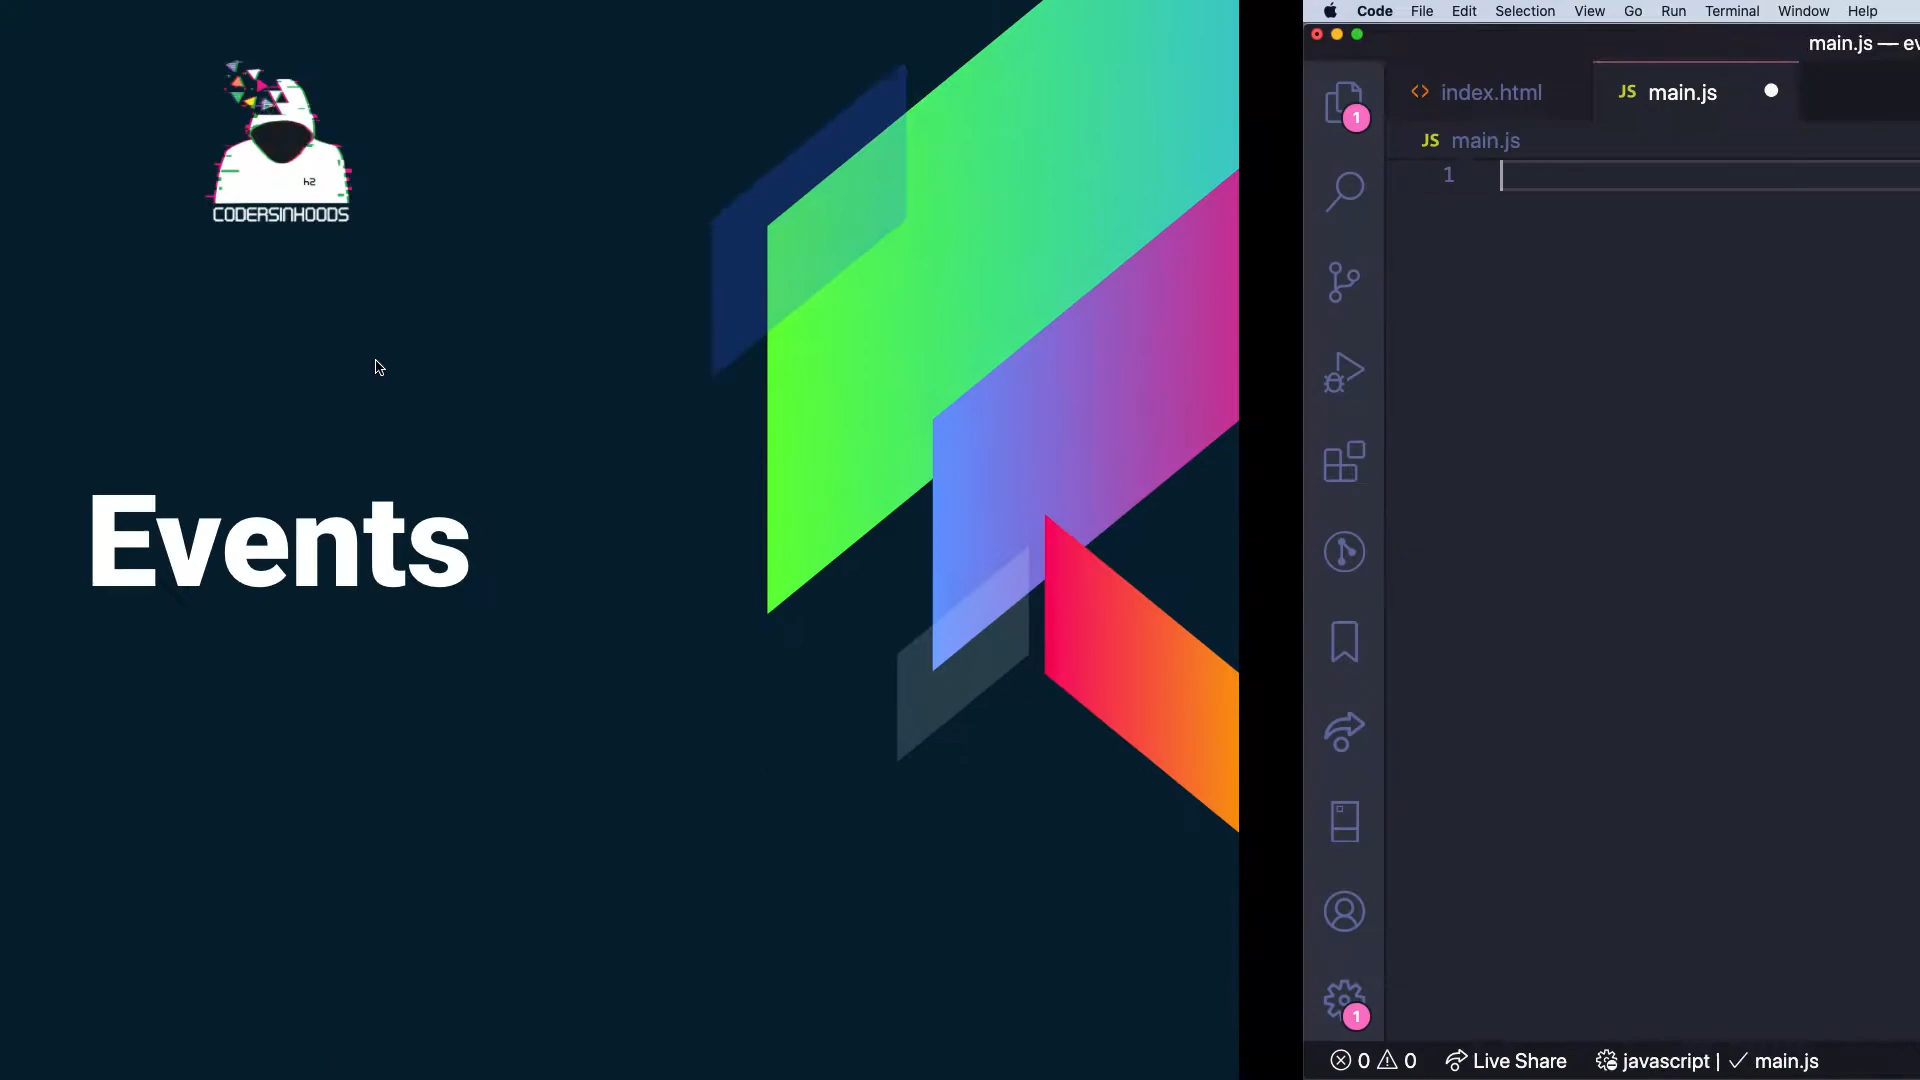 h2
CODERSINHOODS
Events
Code File Edit Selection View Go Run Terminal Window Help
main.js — ev
index.html
JS main.js
JS main.js
1
1
1
0 0 Live Share javascript | main.js